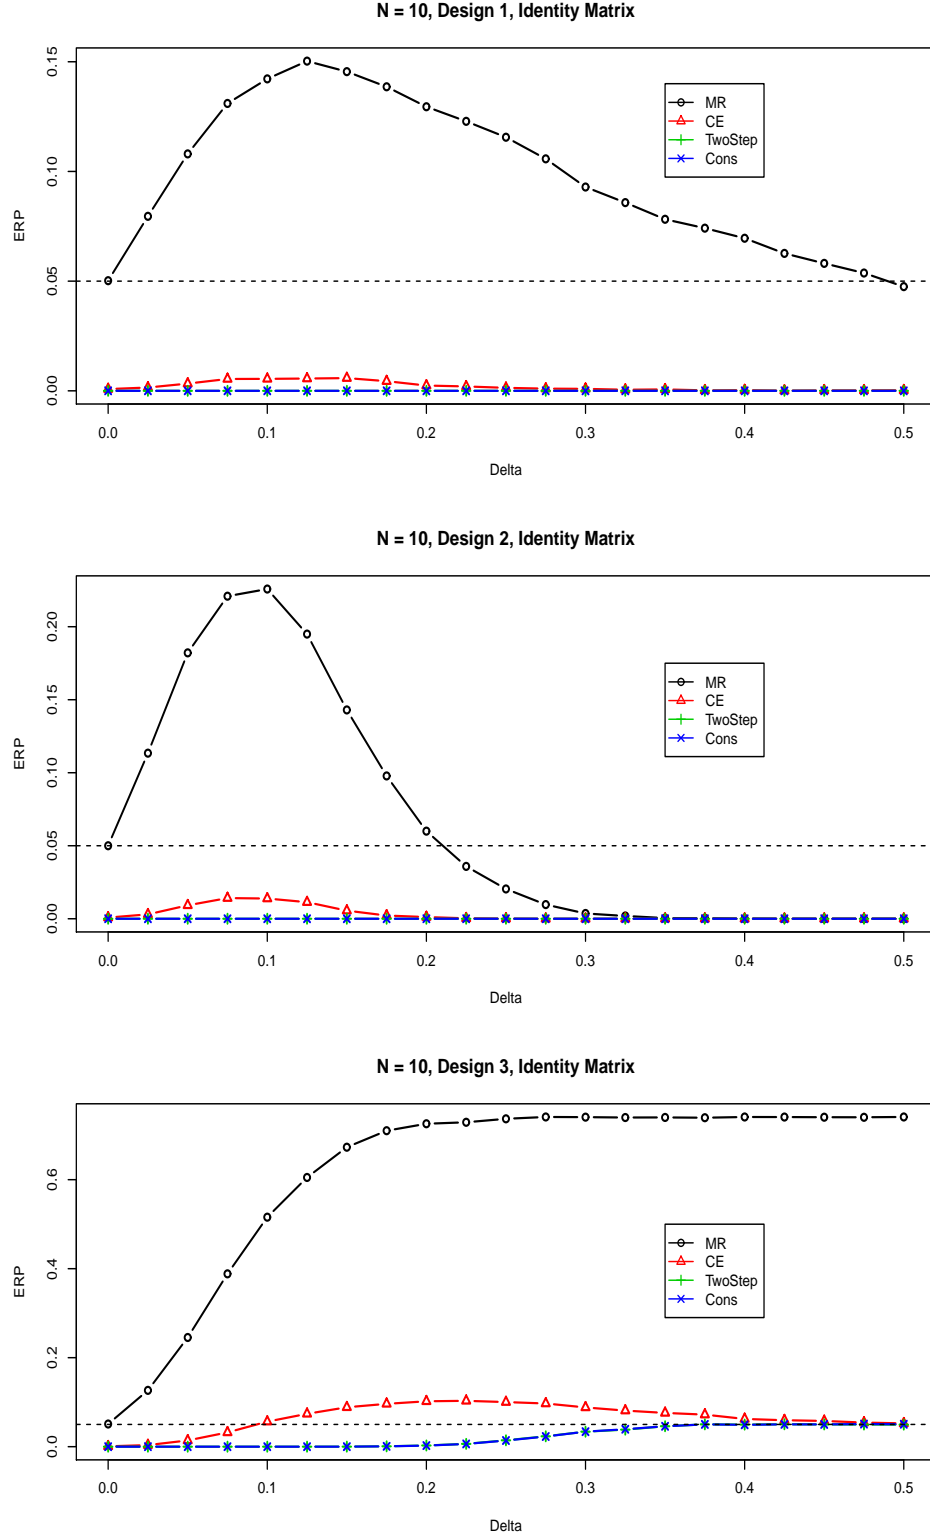 N = 10, Design 1, Identity Matrix
0.15
0.10
0.05
0.00
ERP
MR
CE
TwoStep
Cons
0.0 0.1 0.2 0.3 0.4 0.5
Delta
N = 10, Design 2, Identity Matrix
0.20
0.15
0.10
0.05
0.00
ERP
MR
CE
TwoStep
Cons
0.0 0.1 0.2 0.3 0.4 0.5
Delta
N = 10, Design 3, Identity Matrix
0.6
0.4
0.2
0.0
ERP
MR
CE
TwoStep
Cons
0.0 0.1 0.2 0.3 0.4 0.5
Delta